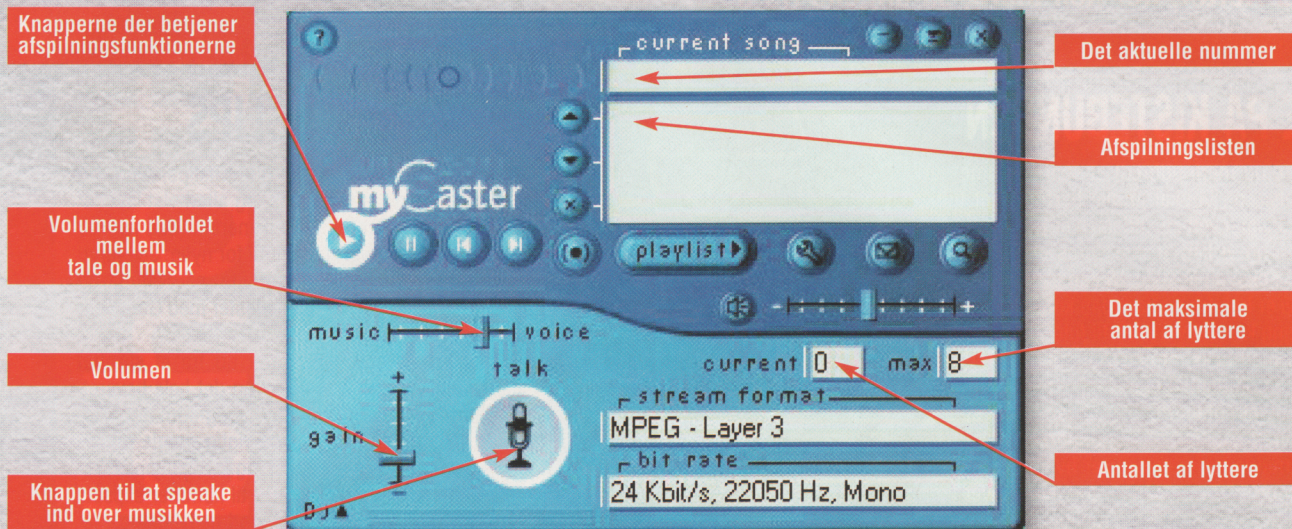 Knapperne der betjener
afspilningsfunktionerne
Volumenforholdet
mellem
tale og musik
Volumen
Knappen til at speake
ind over musikken
?
current song
myCaster
playlist
music
voice
talk
gain
DJ
current 0 max 8
stream format
MPEG - Layer 3
bit rate
24 Kbit/s, 22050 Hz, Mono
Det aktuelle nummer
Afspilningslisten
Det maksimale
antal af lyttere
Antallet af lyttere